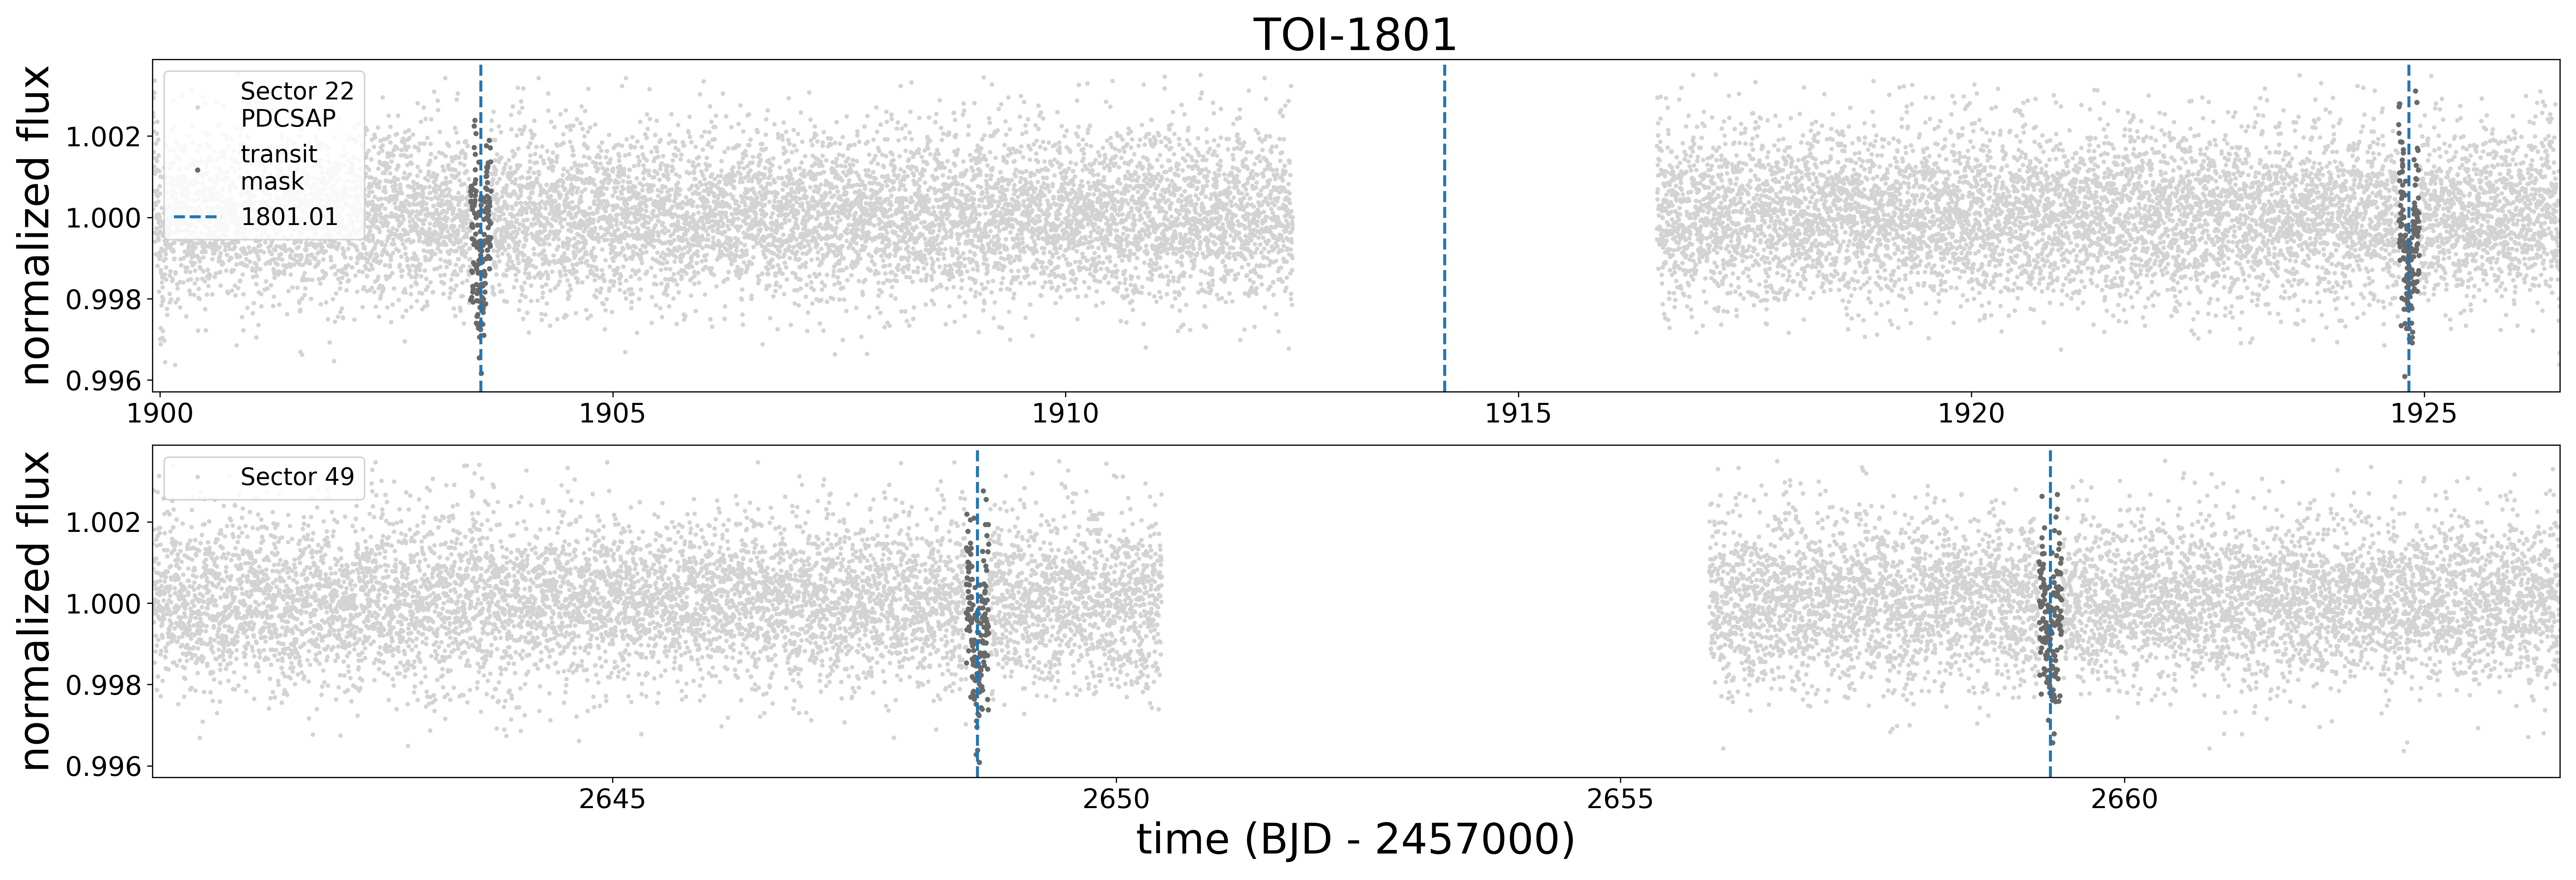 TOI-1801
normalized flux
1.002
1.000
0.998
0.996
Sector 22
PDCSAP
transit
mask
1801.01
1900
1905
1910
1915
1920
1925
normalized flux
1.002
1.000
0.998
0.996
Sector 49
2645
2650
2655
2660
time (BJD - 2457000)